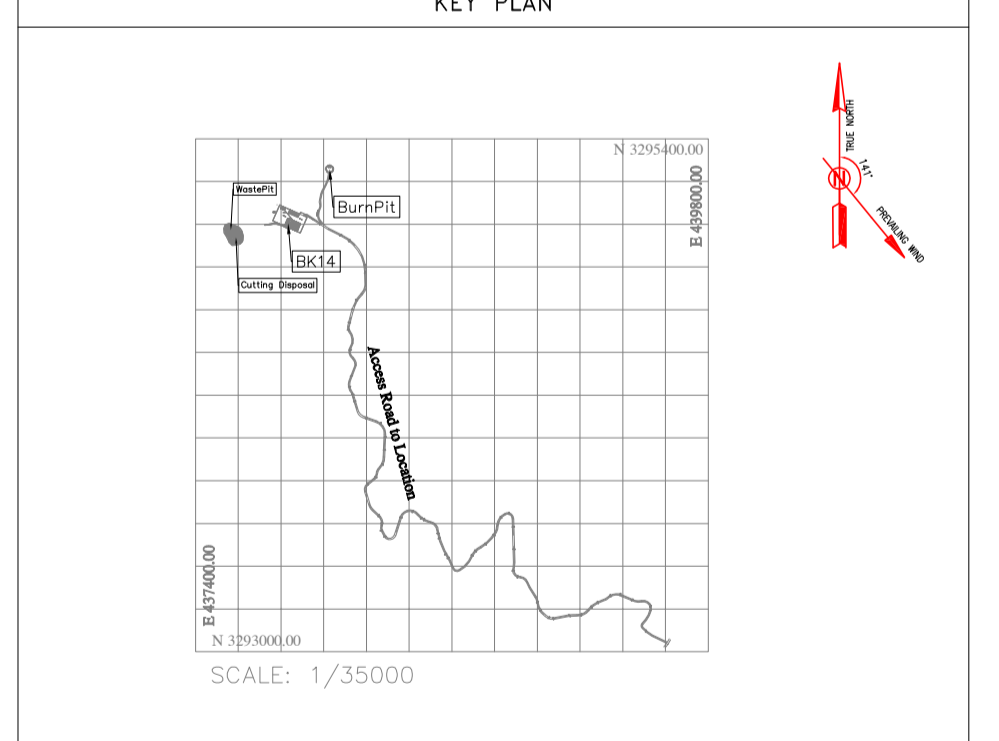 KEY PLAN
TRUE NORTH
N
141°
PREVAILING WIND
N 3295400.00
E 439800.00
WastePit
BurnPit
BK14
Cutting Disposal
Access Road to Location
E 437400.00
N 3293000.00
SCALE: 1/35000